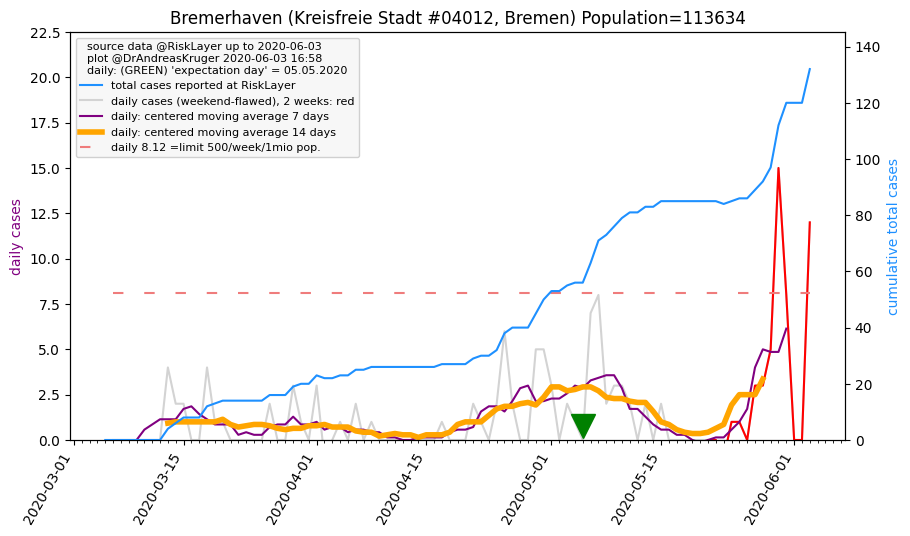 Bremerhaven (Kreisfreie Stadt #04012, Bremen) Population=113634
source data @RiskLayer up to 2020-06-03
plot @DrAndreasKruger 2020-06-03 16:58
daily: (GREEN) 'expectation day' = 05.05.2020
total cases reported at RiskLayer
daily cases (weekend-flawed), 2 weeks: red
daily: centered moving average 7 days
daily: centered moving average 14 days
daily 8.12 =limit 500/week/1mio pop.
daily cases
22.5
20.0
17.5
15.0
12.5
10.0
7.5
5.0
2.5
0.0
cumulative total cases
140
120
100
80
60
40
20
0
2020-03-01
2020-03-15
2020-04-01
2020-04-15
2020-05-01
2020-05-15
2020-06-01